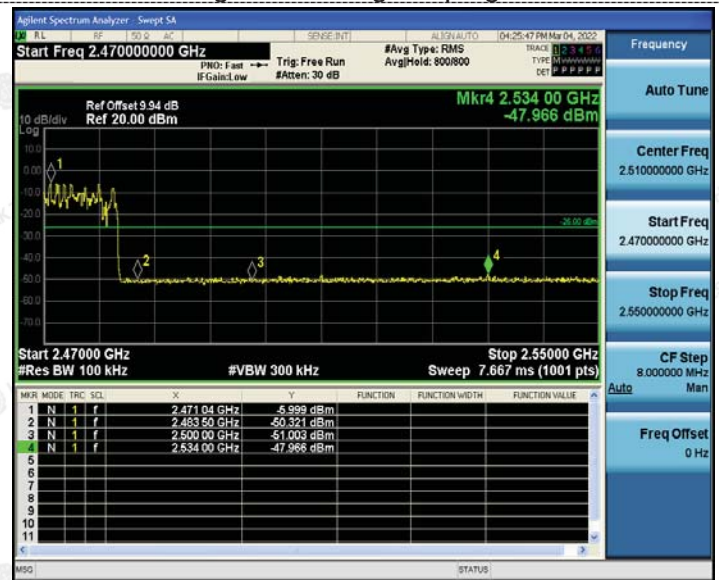 Agilent Spectrum Analyzer - Swept SA
RL RF 50 Ω AC SENSE:INT ALIGN AUTO 04:25:47 PM Mar 04, 2022
Start Freq 2.470000000 GHz
PNO: Fast
IFGain:Low
Trig: Free Run
#Atten: 30 dB
#Avg Type: RMS
Avg|Hold: 800/800
TRACE 1 2 3 4 5 6
TYPE M
DET P P P P P P
Ref Offset 9.94 dB
10 dB/div Ref 20.00 dBm
Log
Mkr4 2.534 00 GHz
-47.966 dBm
10.0
0.00
-10.0
-20.0
-30.0
-40.0
-50.0
-60.0
-70.0
1
2
3
4
-26.00 dBm
Start 2.47000 GHz Stop 2.55000 GHz
#Res BW 100 kHz #VBW 300 kHz Sweep 7.667 ms (1001 pts)
MKR MODE TRC SCL X Y FUNCTION FUNCTION WIDTH FUNCTION VALUE
1 N 1 f 2.471 04 GHz -5.999 dBm
2 N 1 f 2.483 50 GHz -50.321 dBm
3 N 1 f 2.500 00 GHz -51.003 dBm
4 N 1 f 2.534 00 GHz -47.966 dBm
5
6
7
8
9
10
11
MSG STATUS
Frequency
Auto Tune
Center Freq
2.510000000 GHz
Start Freq
2.470000000 GHz
Stop Freq
2.550000000 GHz
CF Step
8.000000 MHz
Auto Man
Freq Offset
0 Hz